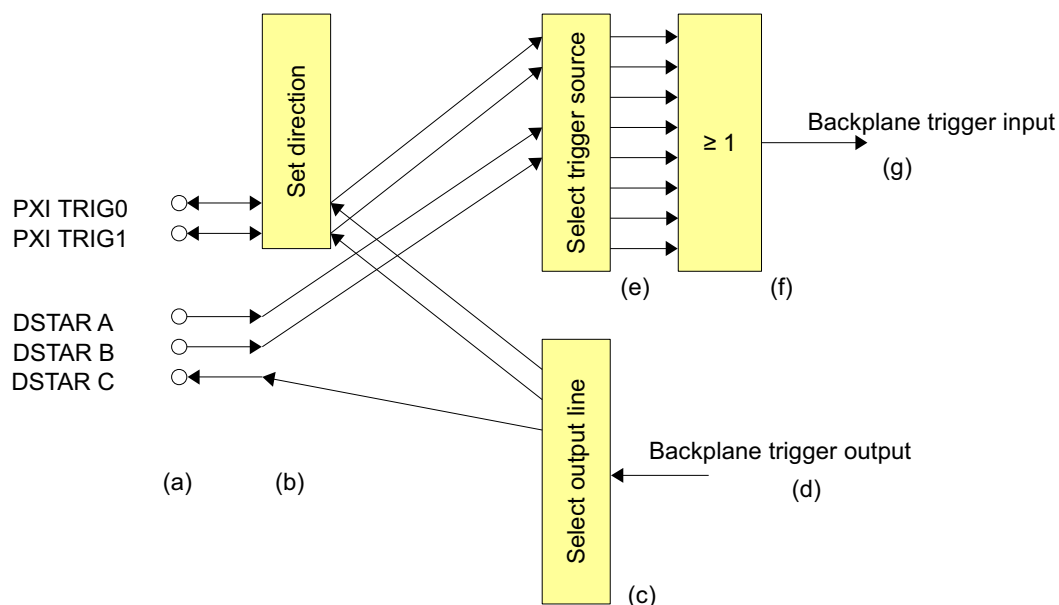 Set direction
Select trigger source
≥ 1
Backplane trigger input
(g)
PXI TRIG0
PXI TRIG1
(e)
(f)
DSTAR A
DSTAR B
DSTAR C
Select output line
Backplane trigger output
(a)
(b)
(d)
(c)